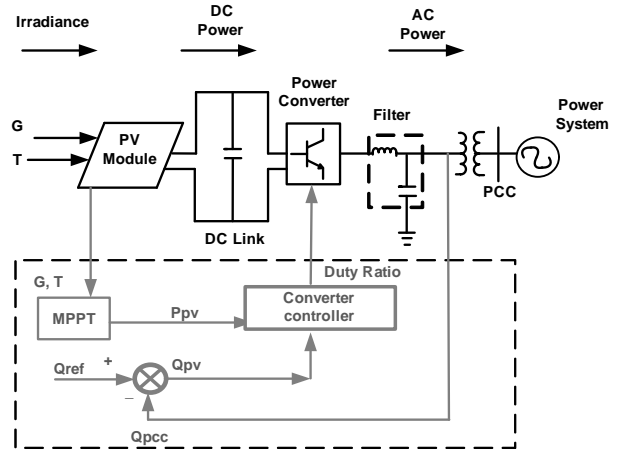 Irradiance
DC
Power
AC
Power
Power
Converter
Filter
Power
System
G
T
PV
Module
PCC
DC Link
Duty Ratio
G, T
MPPT
Ppv
Converter
controller
Qref
+
Qpv
−
Qpcc